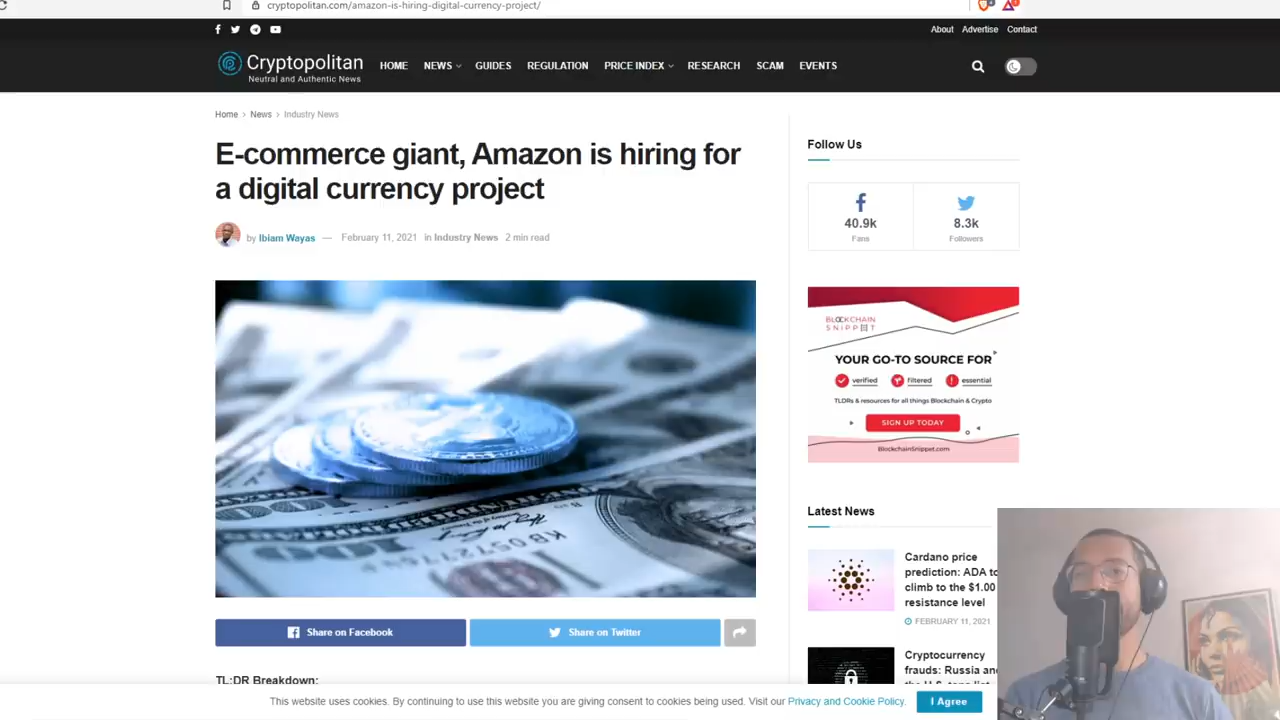 cryptopolitan.com/amazon-is-hiring-digital-currency-project/
About Advertise Contact
Cryptopolitan
Neutral and Authentic News
HOME NEWS GUIDES REGULATION PRICE INDEX RESEARCH SCAM EVENTS
Home > News > Industry News
E-commerce giant, Amazon is hiring for
a digital currency project
by Ibiam Wayas — February 11, 2021 in Industry News 2 min read
Follow Us
40.9k
Fans
8.3k
Followers
BLOCKCHAIN
SNIPPET
YOUR GO-TO SOURCE FOR
verified filtered essential
TLDRs & resources for all things Blockchain & Crypto
SIGN UP TODAY
BlockchainSnippet.com
Latest News
Cardano price
prediction: ADA to
climb to the $1.00
resistance level
FEBRUARY 11, 2021
Cryptocurrency
frauds: Russia and
Share on Facebook
Share on Twitter
TL:DR Breakdown:
This website uses cookies. By continuing to use this website you are giving consent to cookies being used. Visit our Privacy and Cookie Policy.
I Agree